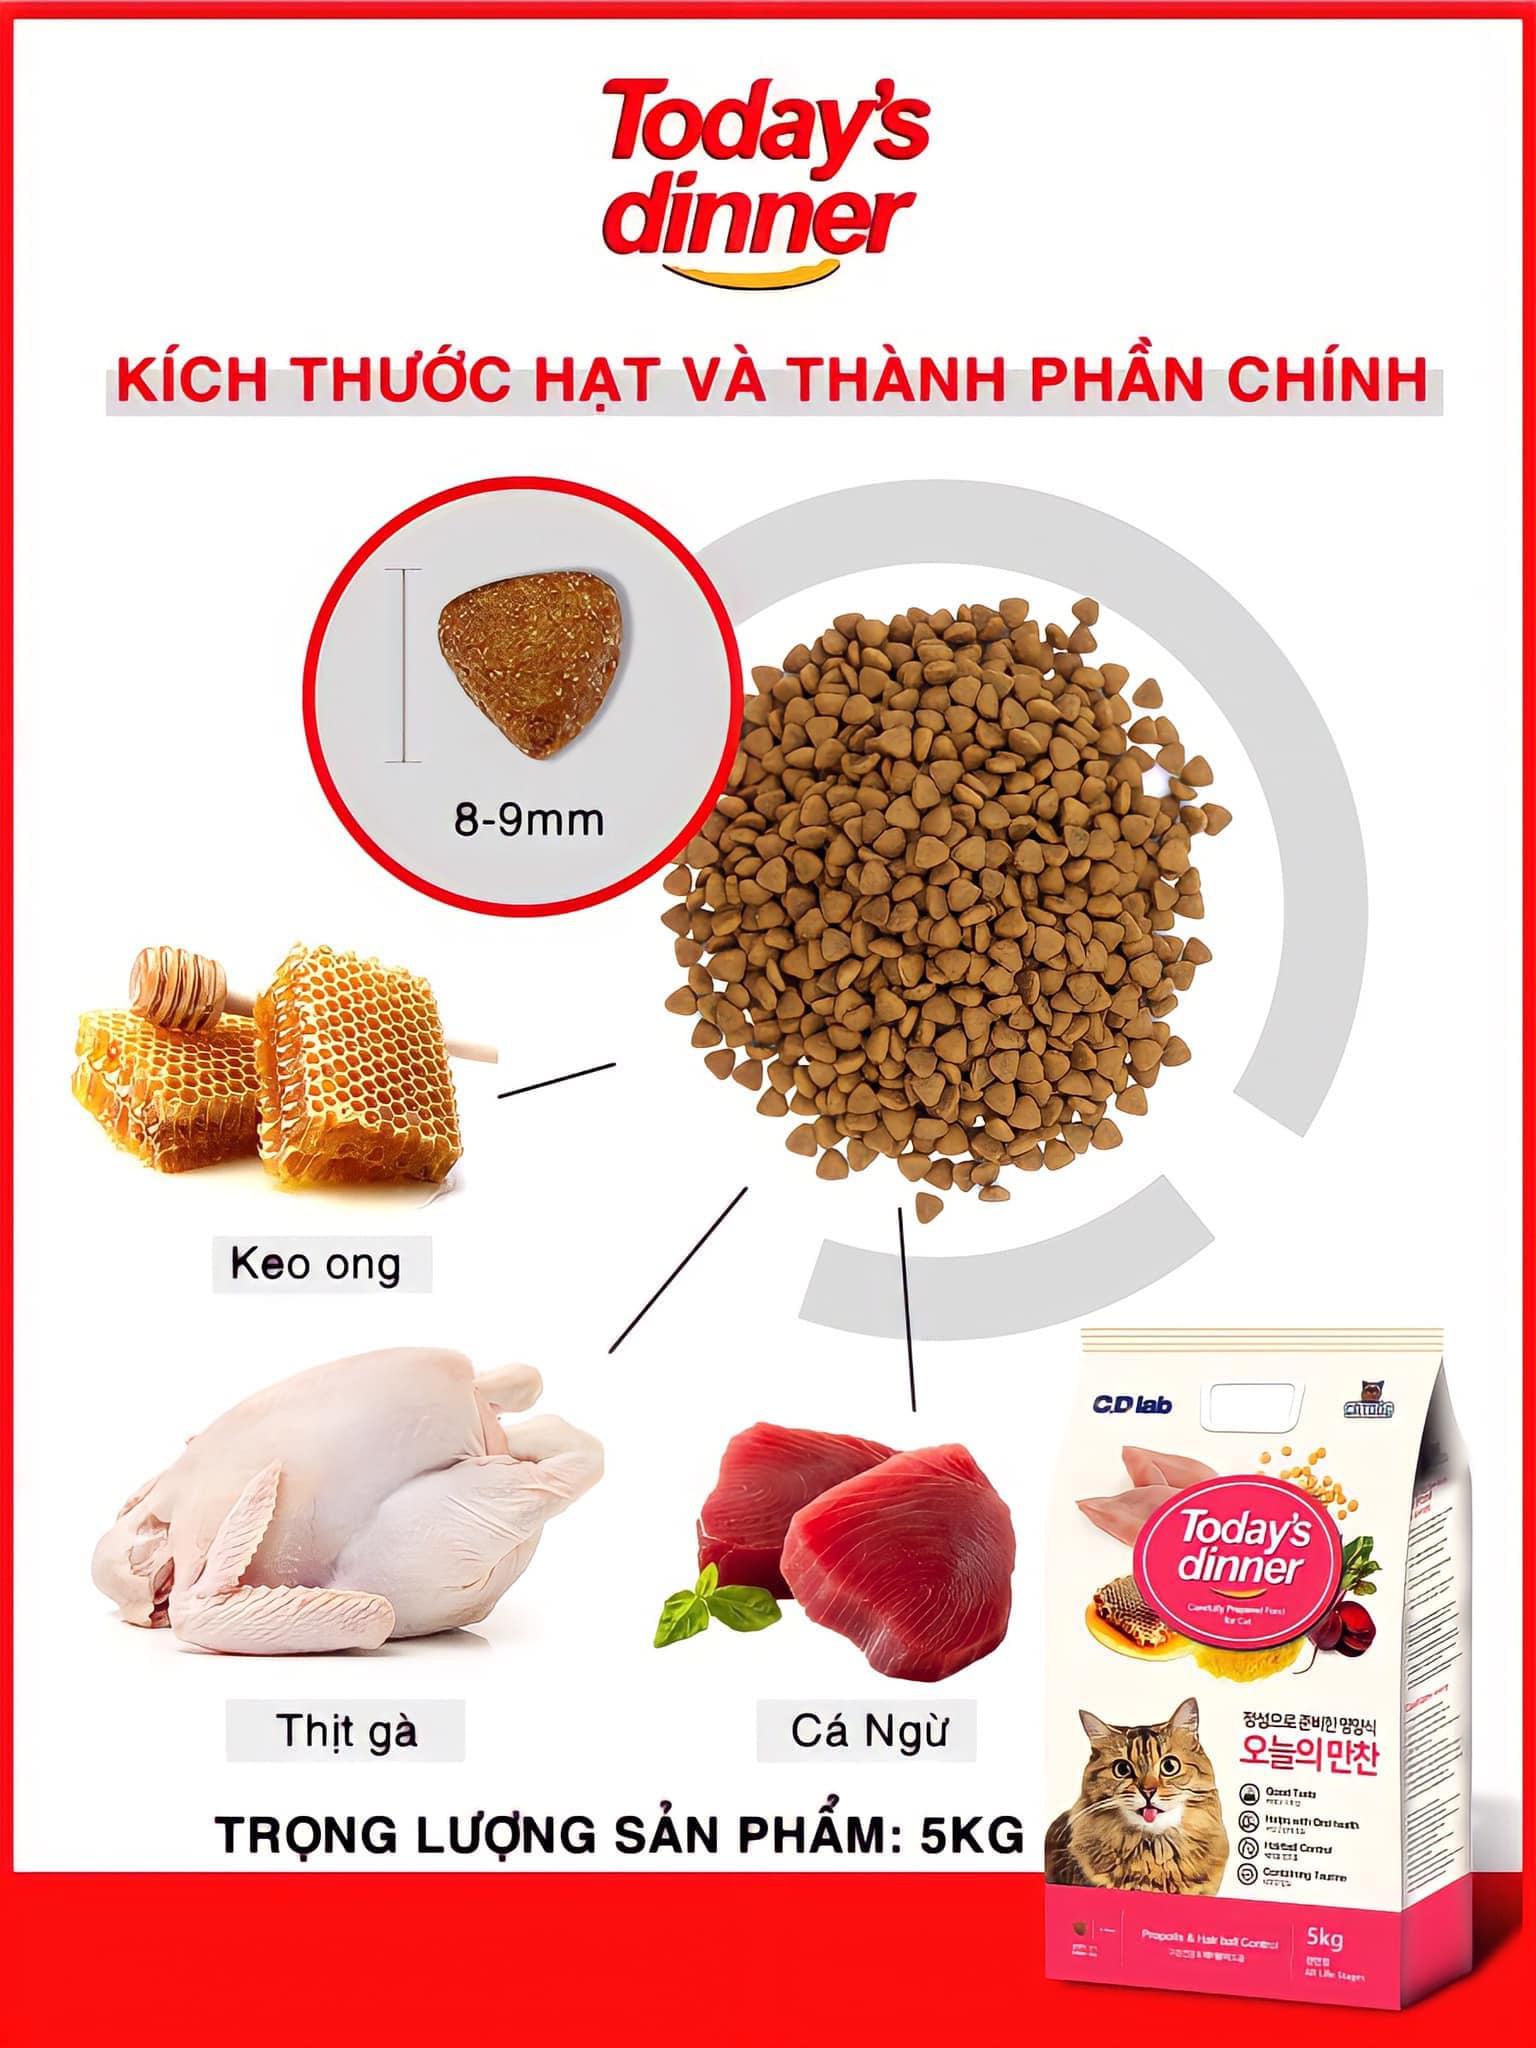 Today's
dinner
KÍCH THƯỚC HẠT VÀ THÀNH PHẦN CHÍNH
8-9mm
Keo ong
Thịt gà
Cá Ngừ
TRỌNG LƯỢNG SẢN PHẨM: 5KG
C.D lab
CATOUR
Today's
dinner
Carefully Prepared Food
for Cat
정성으로 준비한 영양식
오늘의 만찬
Good Taste
Helps with Oral health
Hairball Control
Containing Taurine
Propolis & Hair ball Control
5kg
All Life Stages